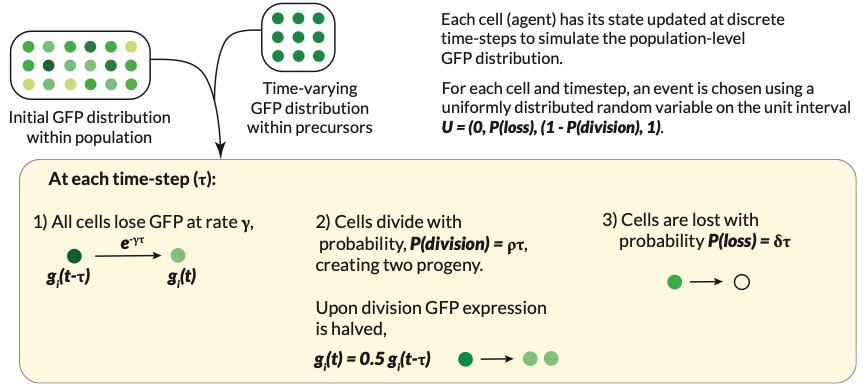 Each cell (agent) has its state updated at discrete
time-steps to simulate the population-level
GFP distribution.
For each cell and timestep, an event is chosen using a
uniformly distributed random variable on the unit interval
U = (0, P(loss), (1 - P(division), 1).
Initial GFP distribution
within population
Time-varying
GFP distribution
within precursors
At each time-step (τ):
1) All cells lose GFP at rate γ,
e^-γτ
g_i(t-τ)
g_i(t)
2) Cells divide with
probability, P(division) = ρτ,
creating two progeny.
Upon division GFP expression
is halved,
g_i(t) = 0.5 g_i(t-τ)
3) Cells are lost with
probability P(loss) = δτ